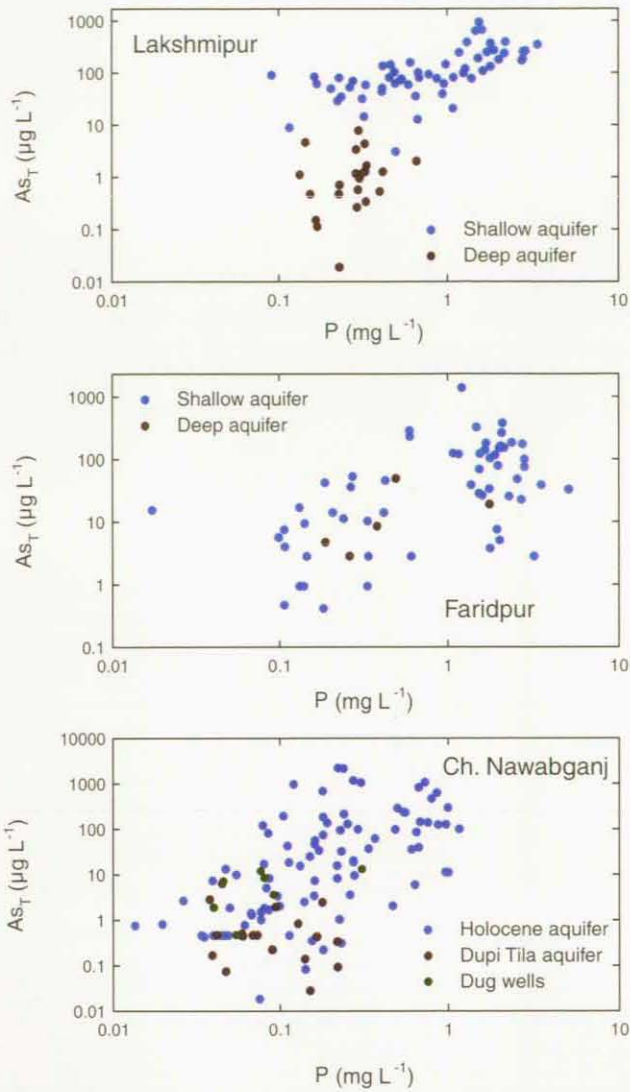 Lakshmipur
1000
100
10
1
0.1
0.01
As_T (µg L⁻¹)
Shallow aquifer
Deep aquifer
0.01 0.1 1 10
P (mg L⁻¹)
Shallow aquifer
Deep aquifer
1000
100
10
1
0.1
As_T (µg L⁻¹)
Faridpur
0.01 0.1 1 10
P (mg L⁻¹)
Ch. Nawabganj
10000
1000
100
10
1
0.1
0.01
As_T (µg L⁻¹)
Holocene aquifer
Dupi Tila aquifer
Dug wells
0.01 0.1 1 10
P (mg L⁻¹)